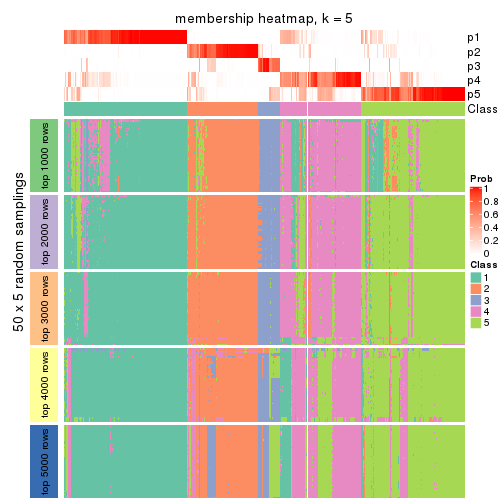 membership heatmap, k = 5
p1
p2
p3
p4
p5
Class
50 x 5 random samplings
top 1000 rows
top 2000 rows
top 3000 rows
top 4000 rows
top 5000 rows
Prob
1
0.8
0.6
0.4
0.2
0
Class
1
2
3
4
5